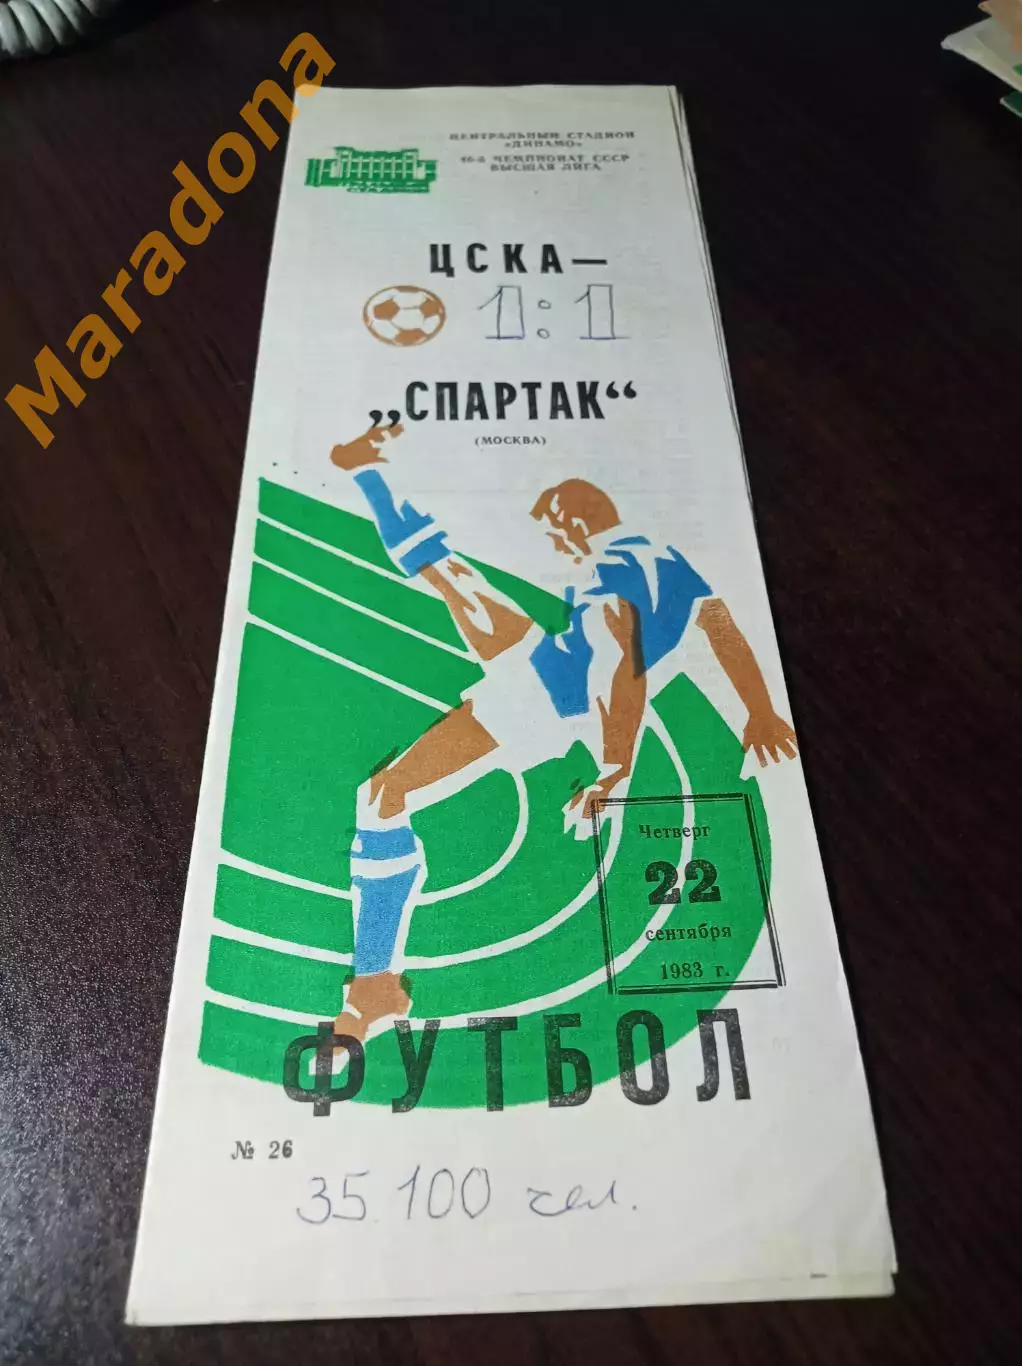 Maradona
ЦЕНТРАЛЬНЫЙ СТАДИОН
«ДИНАМО»
46-й ЧЕМПИОНАТ СССР
ВЫСШАЯ ЛИГА
ЦСКА—
1:1
„СПАРТАК“
(МОСКВА)
Четверг
22
сентября
1983 г.
ФУТБОЛ
№ 26
35.100 чел.